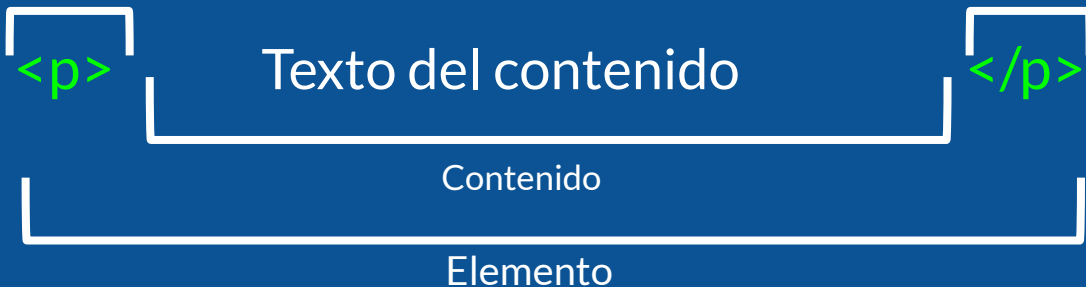 <p> Texto del contenido </p>
Contenido
Elemento